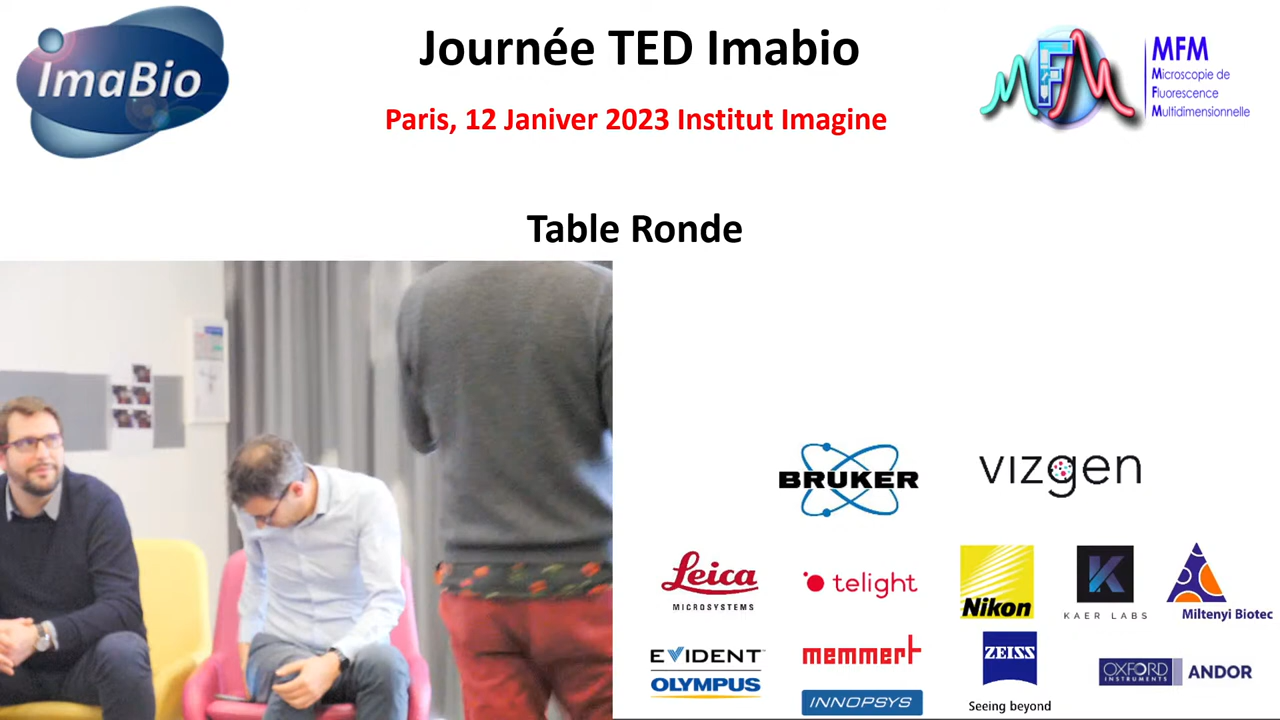 ImaBio
Journée TED Imabio
Paris, 12 Janiver 2023 Institut Imagine
MFM
Microscopie de
Fluorescence
Multidimensionnelle
Table Ronde
BRUKER
vizgen
Leica
MICROSYSTEMS
telight
Nikon
KAER LABS
Miltenyi Biotec
EVIDENT
OLYMPUS
memmert
INNOPSYS
ZEISS
Seeing beyond
OXFORD
INSTRUMENTS
ANDOR